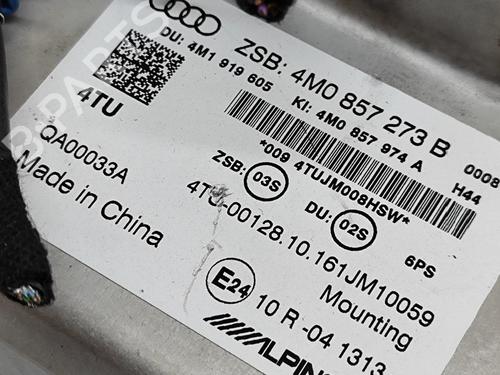 ZSB: 4M0 857 273 B
0008
DU: 4M1 919 605
KI: 4M0 857 974 A
H44
4TU
*009 4TUJM008HSW*
QA00033A
ZSB: 03S
DU: 02S
6PS
Made in China
4TU-00128.10.161JM10059
Mounting
E24
10 R -04 1313
B-PARTS